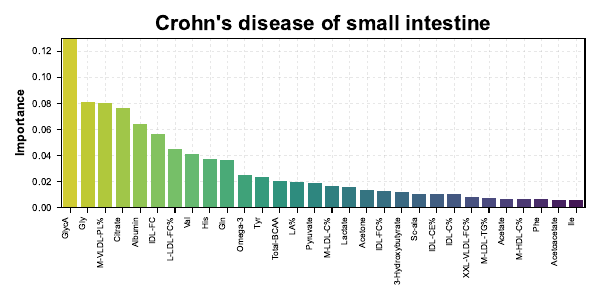 Crohn's disease of small intestine
Importance
0.12
0.10
0.08
0.06
0.04
0.02
0.00
GlycA
Gly
M-VLDL-PL%
Citrate
Albumin
IDL-FC
L-LDL-FC%
Val
His
Gln
Omega-3
Tyr
Total-BCAA
LA%
Pyruvate
M-LDL-C%
Lactate
Acetone
IDL-FC%
3-Hydroxybutyrate
IDL-CE%
IDL-C%
XXL-VLDL-FC%
M-LDL-TG%
Acetate
M-HDL-C%
Phe
Acetoacetate
Ile